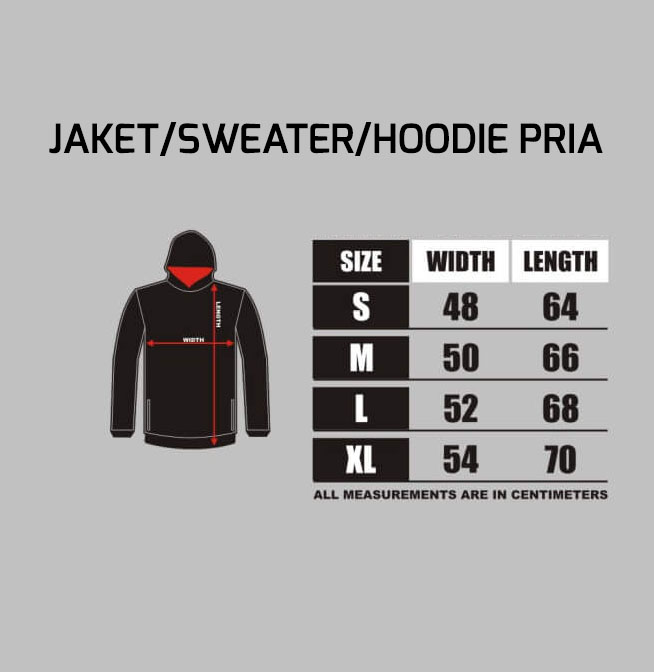 JAKET/SWEATER/HOODIE PRIA
LENGTH
WIDTH
SIZE WIDTH LENGTH
S 48 64
M 50 66
L 52 68
XL 54 70
ALL MEASUREMENTS ARE IN CENTIMETERS